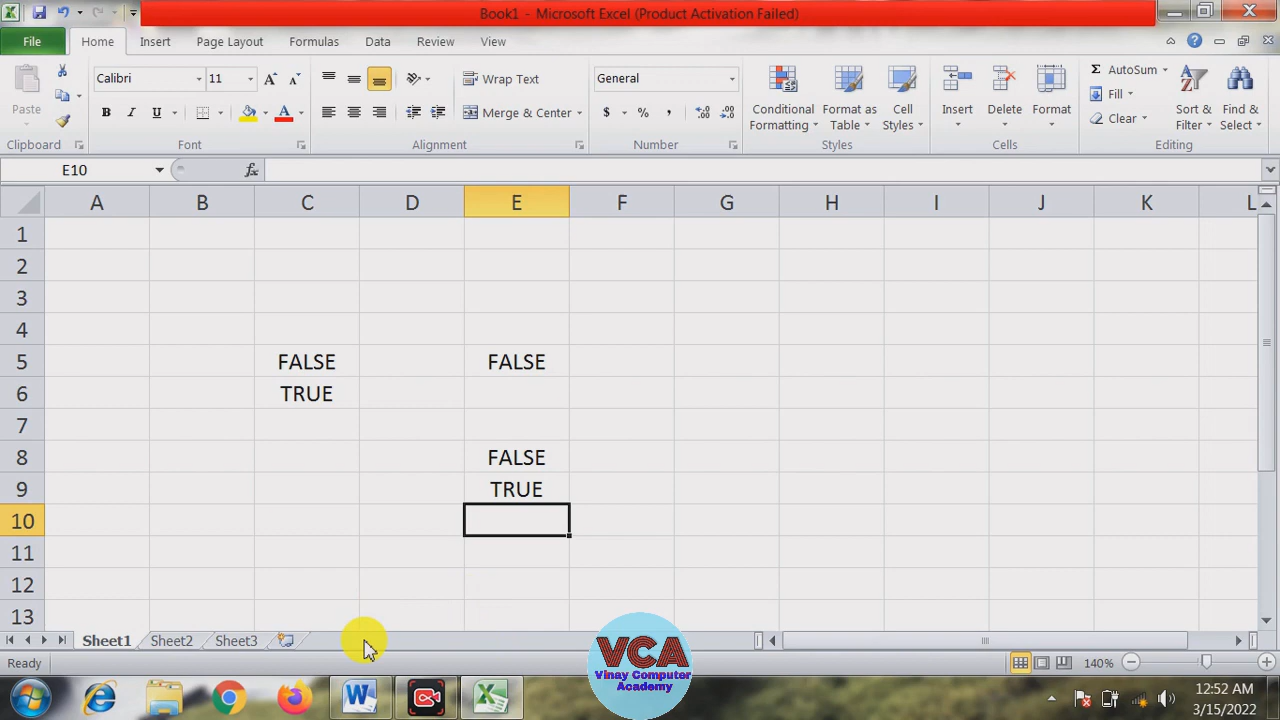 Book1 - Microsoft Excel (Product Activation Failed)
File Home Insert Page Layout Formulas Data Review View
Paste
Calibri 11
B I U A
Wrap Text
Merge & Center
General
$ % ,
Conditional Formatting
Format as Table
Cell Styles
Insert Delete Format
Σ AutoSum
Fill
Clear
Sort & Filter
Find & Select
Clipboard Font Alignment Number Styles Cells Editing
E10 fx
A B C D E F G H I J K L
1
2
3
4
5 FALSE FALSE
6 TRUE
7
8 FALSE
9 TRUE
10
11
12
13
Sheet1 Sheet2 Sheet3
Ready 140%
VCA
Vinay Computer
Academy
12:52 AM
3/15/2022